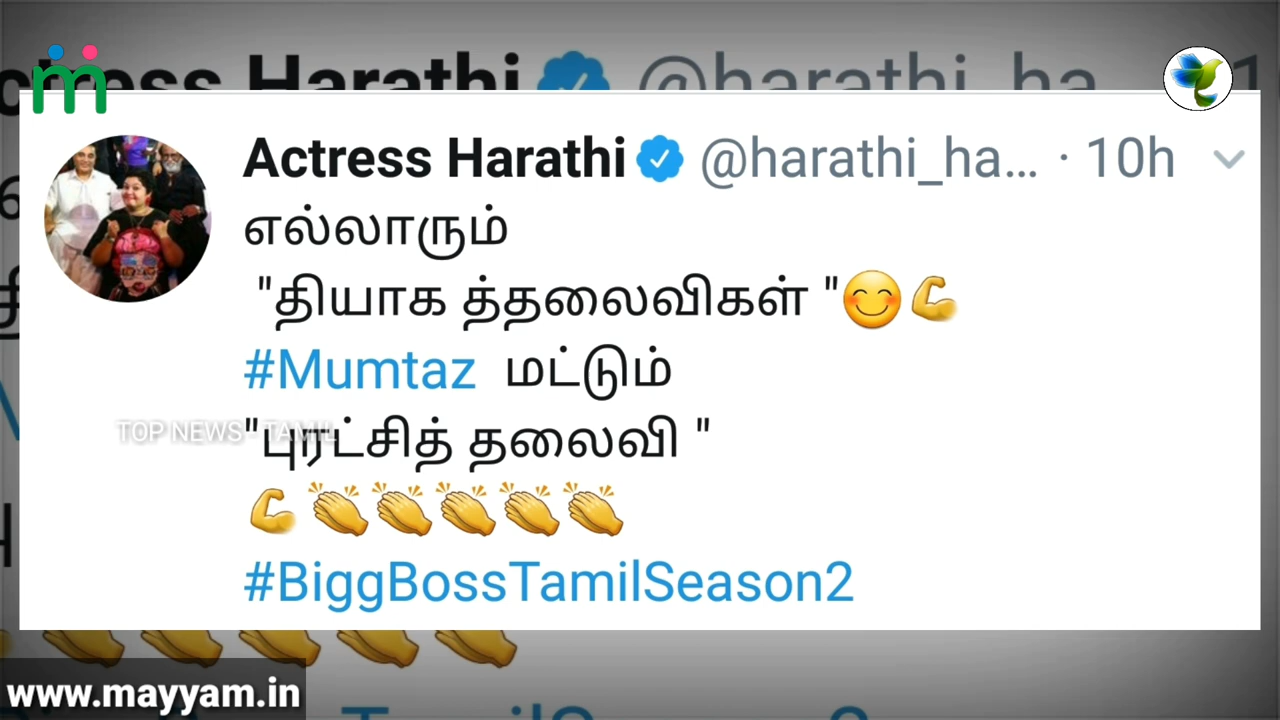 Actress Harathi @harathi_ha... · 10h
எல்லாரும்
"தியாக த்தலைவிகள் "😊💪
#Mumtaz மட்டும்
"புரட்சித் தலைவி "
💪👏👏👏👏👏
#BiggBossTamilSeason2
TOP NEWS - TAMIL
www.mayyam.in